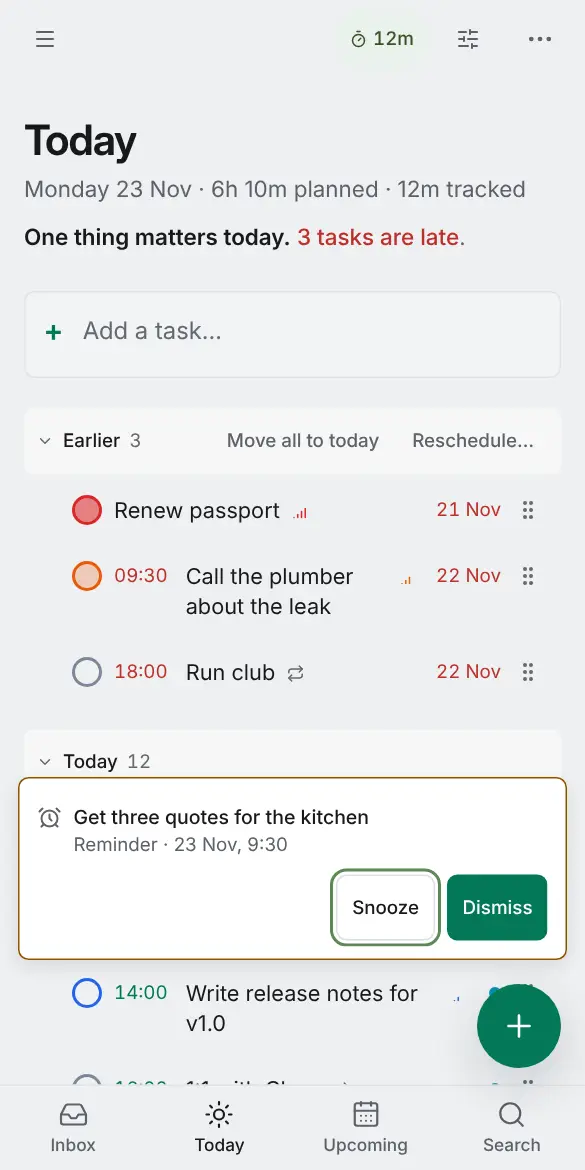 12m
Today
Monday 23 Nov · 6h 10m planned · 12m tracked
One thing matters today. 3 tasks are late.
+ Add a task...
Earlier 3 Move all to today Reschedule...
Renew passport 21 Nov
09:30 Call the plumber 22 Nov
about the leak
18:00 Run club 22 Nov
Today 12
Get three quotes for the kitchen
Reminder · 23 Nov, 9:30
Snooze Dismiss
14:00 Write release notes for
v1.0
+
Inbox Today Upcoming Search